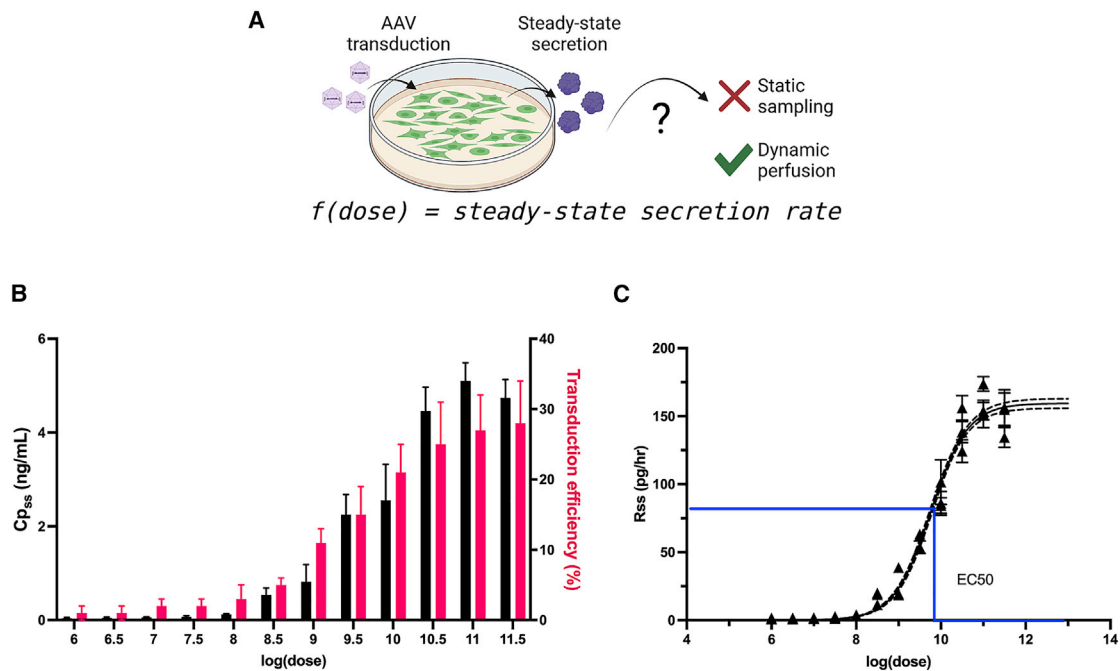 A
AAV
transduction
Steady-state
secretion
?
Static
sampling
Dynamic
perfusion
f(dose) = steady-state secretion rate
B
6
4
2
0
Cpss (ng/mL)
40
30
20
10
0
Transduction efficiency (%)
6 6.5 7 7.5 8 8.5 9 9.5 10 10.5 11 11.5
log(dose)
C
200
150
100
50
0
Rss (pg/hr)
EC50
4 6 8 10 12 14
log(dose)